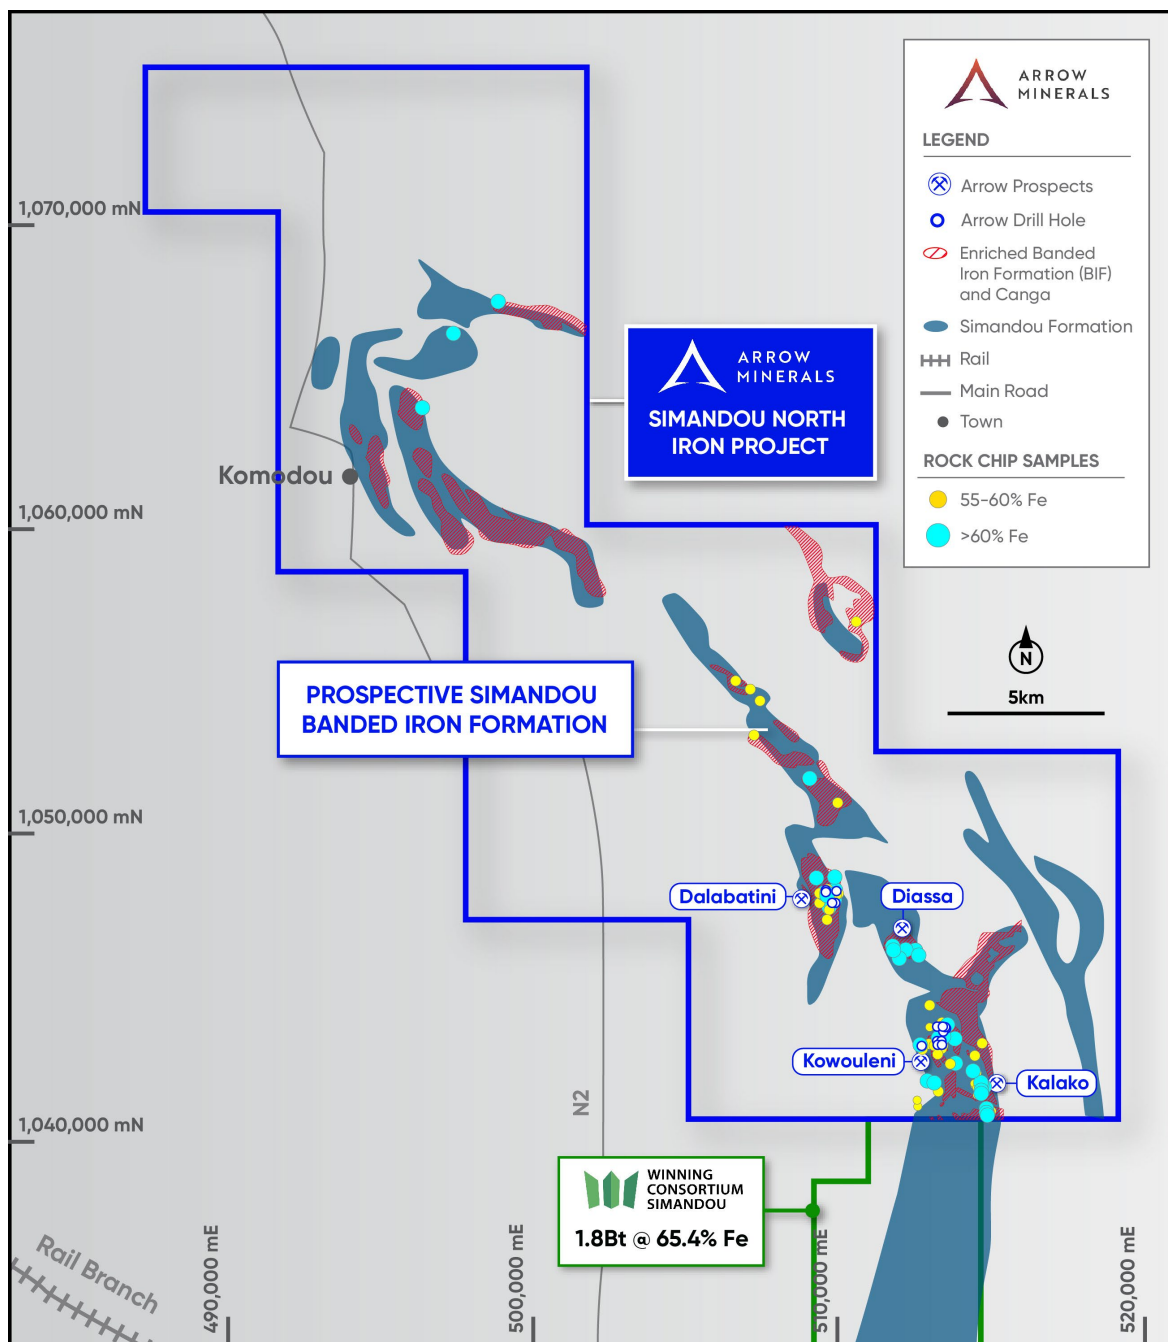 ARROW
MINERALS
LEGEND
Arrow Prospects
Arrow Drill Hole
Enriched Banded
Iron Formation (BIF)
and Canga
Simandou Formation
Rail
Main Road
Town
ROCK CHIP SAMPLES
55-60% Fe
>60% Fe
1,070,000 mN
ARROW
MINERALS
SIMANDOU NORTH
IRON PROJECT
Komodou
1,060,000 mN
N
5km
PROSPECTIVE SIMANDOU
BANDED IRON FORMATION
1,050,000 mN
Dalabatini
Diassa
Kowouleni
Kalako
N2
1,040,000 mN
WINNING
CONSORTIUM
SIMANDOU
1.8Bt @ 65.4% Fe
Rail Branch
490,000 mE
500,000 mE
510,000 mE
520,000 mE